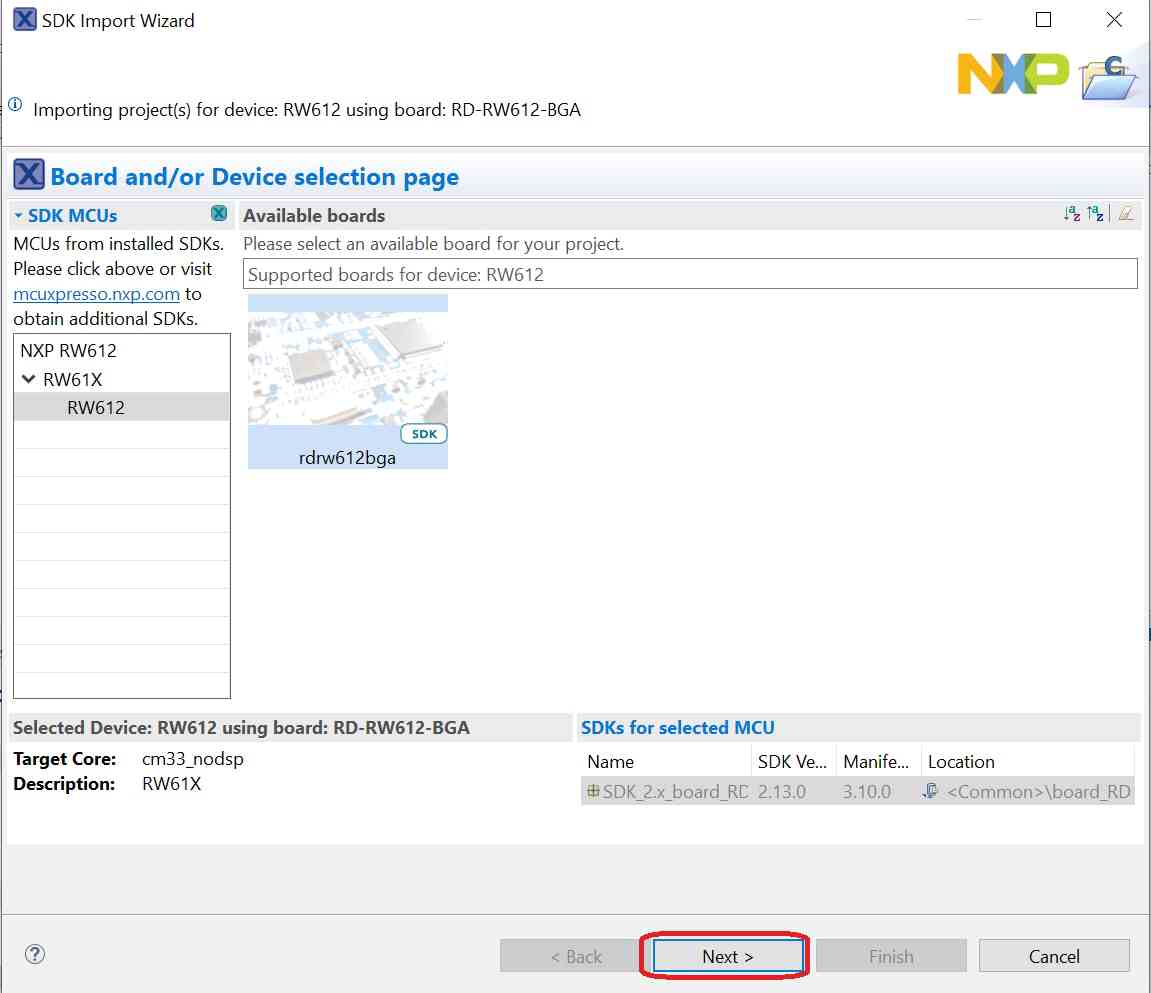 SDK Import Wizard
NXP
Importing project(s) for device: RW612 using board: RD-RW612-BGA
Board and/or Device selection page
SDK MCUs
MCUs from installed SDKs.
Please click above or visit
mcuxpresso.nxp.com to
obtain additional SDKs.
NXP RW612
RW61X
RW612
Available boards
Please select an available board for your project.
Supported boards for device: RW612
SDK
rdrw612bga
Selected Device: RW612 using board: RD-RW612-BGA
Target Core: cm33_nodsp
Description: RW61X
SDKs for selected MCU
Name SDK Ve... Manife... Location
SDK_2.x_board_RD 2.13.0 3.10.0 <Common>\board_RD
< Back Next > Finish Cancel